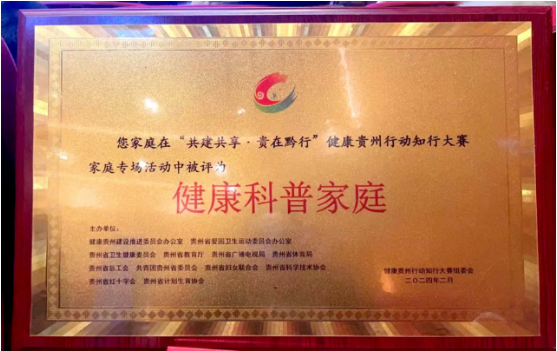 您家庭在“共建共享·贵在黔行”健康贵州行动知行大赛
家庭专场活动中被评为
健康科普家庭
主办单位：
健康贵州建设推进委员会办公室 贵州省爱国卫生运动委员会办公室
贵州省卫生健康委员会 贵州省教育厅 贵州省广播电视局 贵州省体育局
贵州省总工会 共青团贵州省委员会 贵州省妇女联合会 贵州省科学技术协会
贵州省红十字会 贵州省计划生育协会
健康贵州行动知行大赛组委会
二〇二四年二月